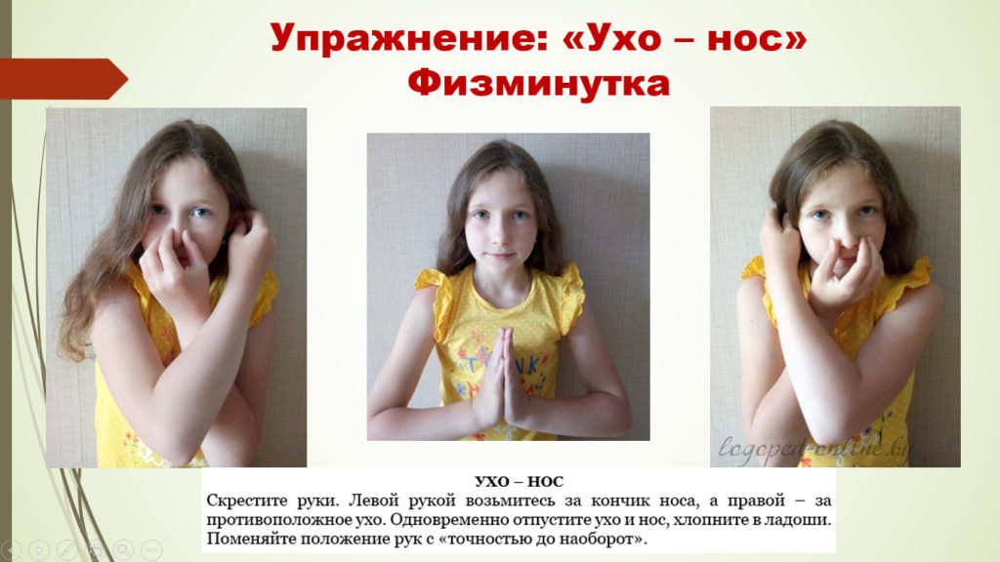 Упражнение: «Ухо – нос»
Физминутка
logoped-online.by
УХО – НОС
Скрестите руки. Левой рукой возьмитесь за кончик носа, а правой – за
противоположное ухо. Одновременно отпустите ухо и нос, хлопните в ладоши.
Поменяйте положение рук с «точностью до наоборот».